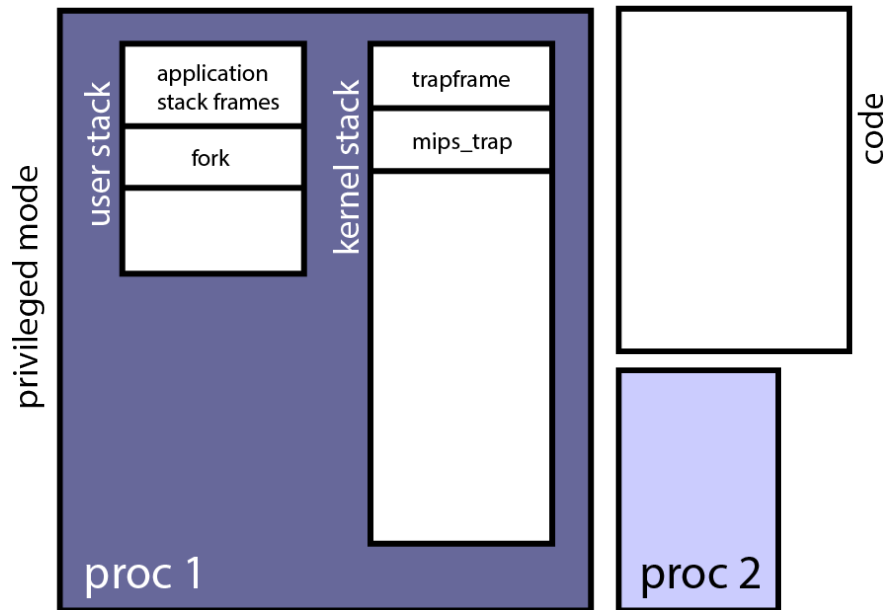 privileged mode
user stack
application
stack frames
fork
kernel stack
trapframe
mips_trap
proc 1
code
proc 2